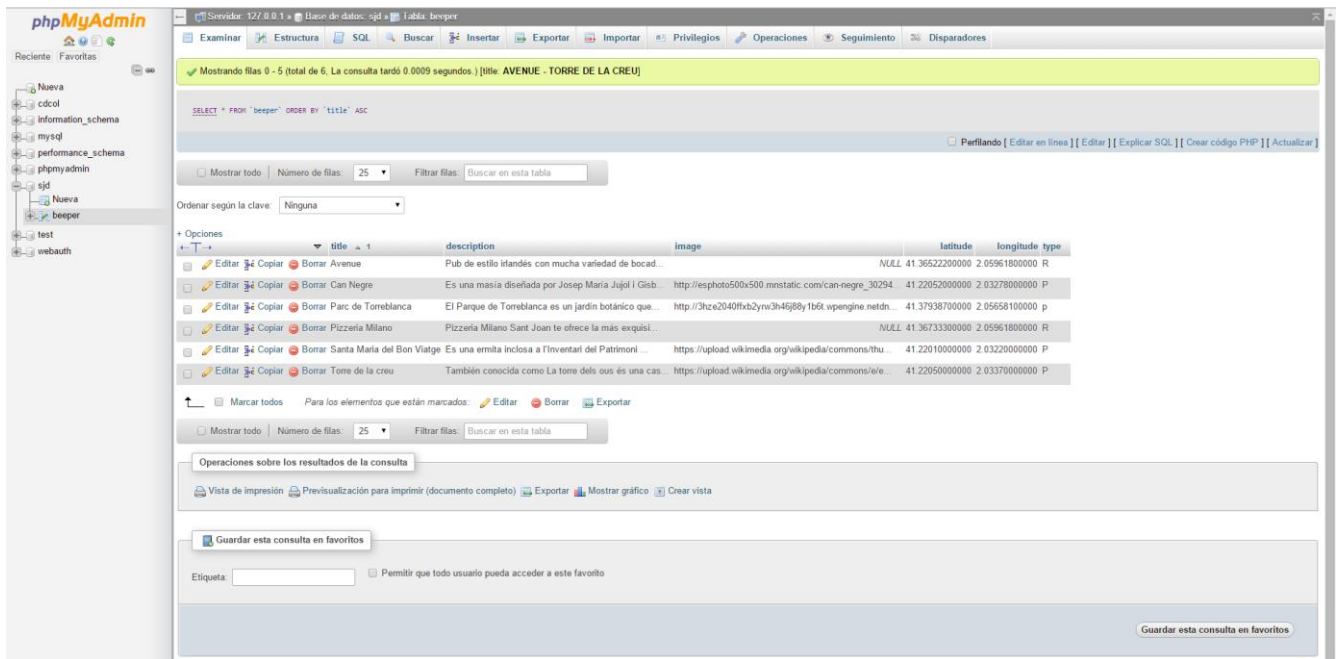 phpMyAdmin
Reciente Favoritas
Nueva
cdcol
information_schema
mysql
performance_schema
phpmyadmin
sjd
Nueva
beeper
test
webauth
Servidor: 127.0.0.1 » Base de datos: sjd » Tabla: beeper
Examinar Estructura SQL Buscar Insertar Exportar Importar Privilegios Operaciones Seguimiento Disparadores
Mostrando filas 0 - 5 (total de 6, La consulta tardó 0.0009 segundos.) [title: AVENUE - TORRE DE LA CREU]
SELECT * FROM `beeper` ORDER BY `title` ASC
Perfilando [ Editar en línea ] [ Editar ] [ Explicar SQL ] [ Crear código PHP ] [ Actualizar ]
Mostrar todo Número de filas: 25 Filtrar filas: Buscar en esta tabla
Ordenar según la clave: Ninguna
+ Opciones
←T→ title 1 description image latitude longitude type
Editar Copiar Borrar Avenue Pub de estilo irlandés con mucha variedad de bocad... NULL 41.36522200000 2.05961800000 R
Editar Copiar Borrar Can Negre Es una masía diseñada por Josep María Jujol i Gisb... http://esphoto500x500.mnstatic.com/can-negre_30294... 41.22052000000 2.03278000000 P
Editar Copiar Borrar Parc de Torreblanca El Parque de Torreblanca es un jardín botánico que... http://3hze2040ffxb2yrw3h46j88y1b6t.wpengine.netdn... 41.37938700000 2.05658100000 p
Editar Copiar Borrar Pizzeria Milano Pizzeria Milano Sant Joan te ofrece la más exquisi... NULL 41.36733300000 2.05961800000 R
Editar Copiar Borrar Santa Maria del Bon Viatge Es una ermita inclosa a l'Inventari del Patrimoni ... https://upload.wikimedia.org/wikipedia/commons/thu... 41.22010000000 2.03220000000 P
Editar Copiar Borrar Torre de la creu También conocida como La torre dels ous és una cas... https://upload.wikimedia.org/wikipedia/commons/e/e... 41.22050000000 2.03370000000 P
Marcar todos Para los elementos que están marcados: Editar Borrar Exportar
Mostrar todo Número de filas: 25 Filtrar filas: Buscar en esta tabla
Operaciones sobre los resultados de la consulta
Vista de impresión Previsualización para imprimir (documento completo) Exportar Mostrar gráfico Crear vista
Guardar esta consulta en favoritos
Etiqueta: Permitir que todo usuario pueda acceder a este favorito
Guardar esta consulta en favoritos